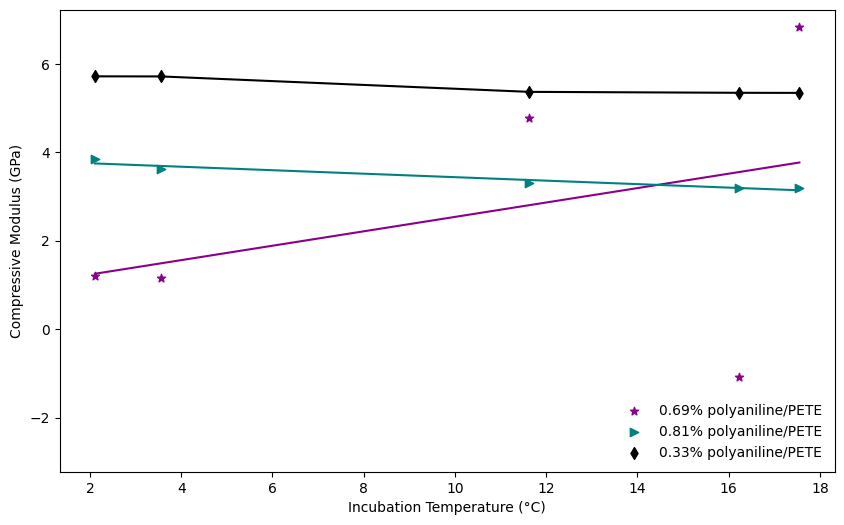 6
4
2
0
−2
Compressive Modulus (GPa)
2 4 6 8 10 12 14 16 18
Incubation Temperature (°C)
0.69% polyaniline/PETE
0.81% polyaniline/PETE
0.33% polyaniline/PETE